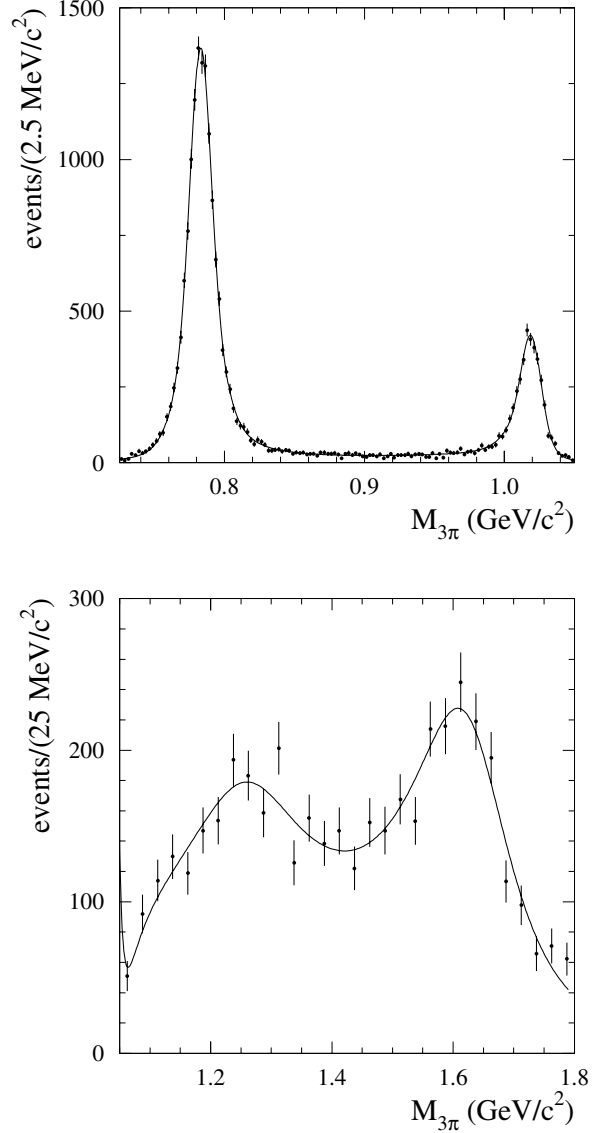 events/(2.5 MeV/c²)
1500
1000
500
0
0.8 0.9 1.0
M₃π (GeV/c²)
events/(25 MeV/c²)
300
200
100
0
1.2 1.4 1.6 1.8
M₃π (GeV/c²)